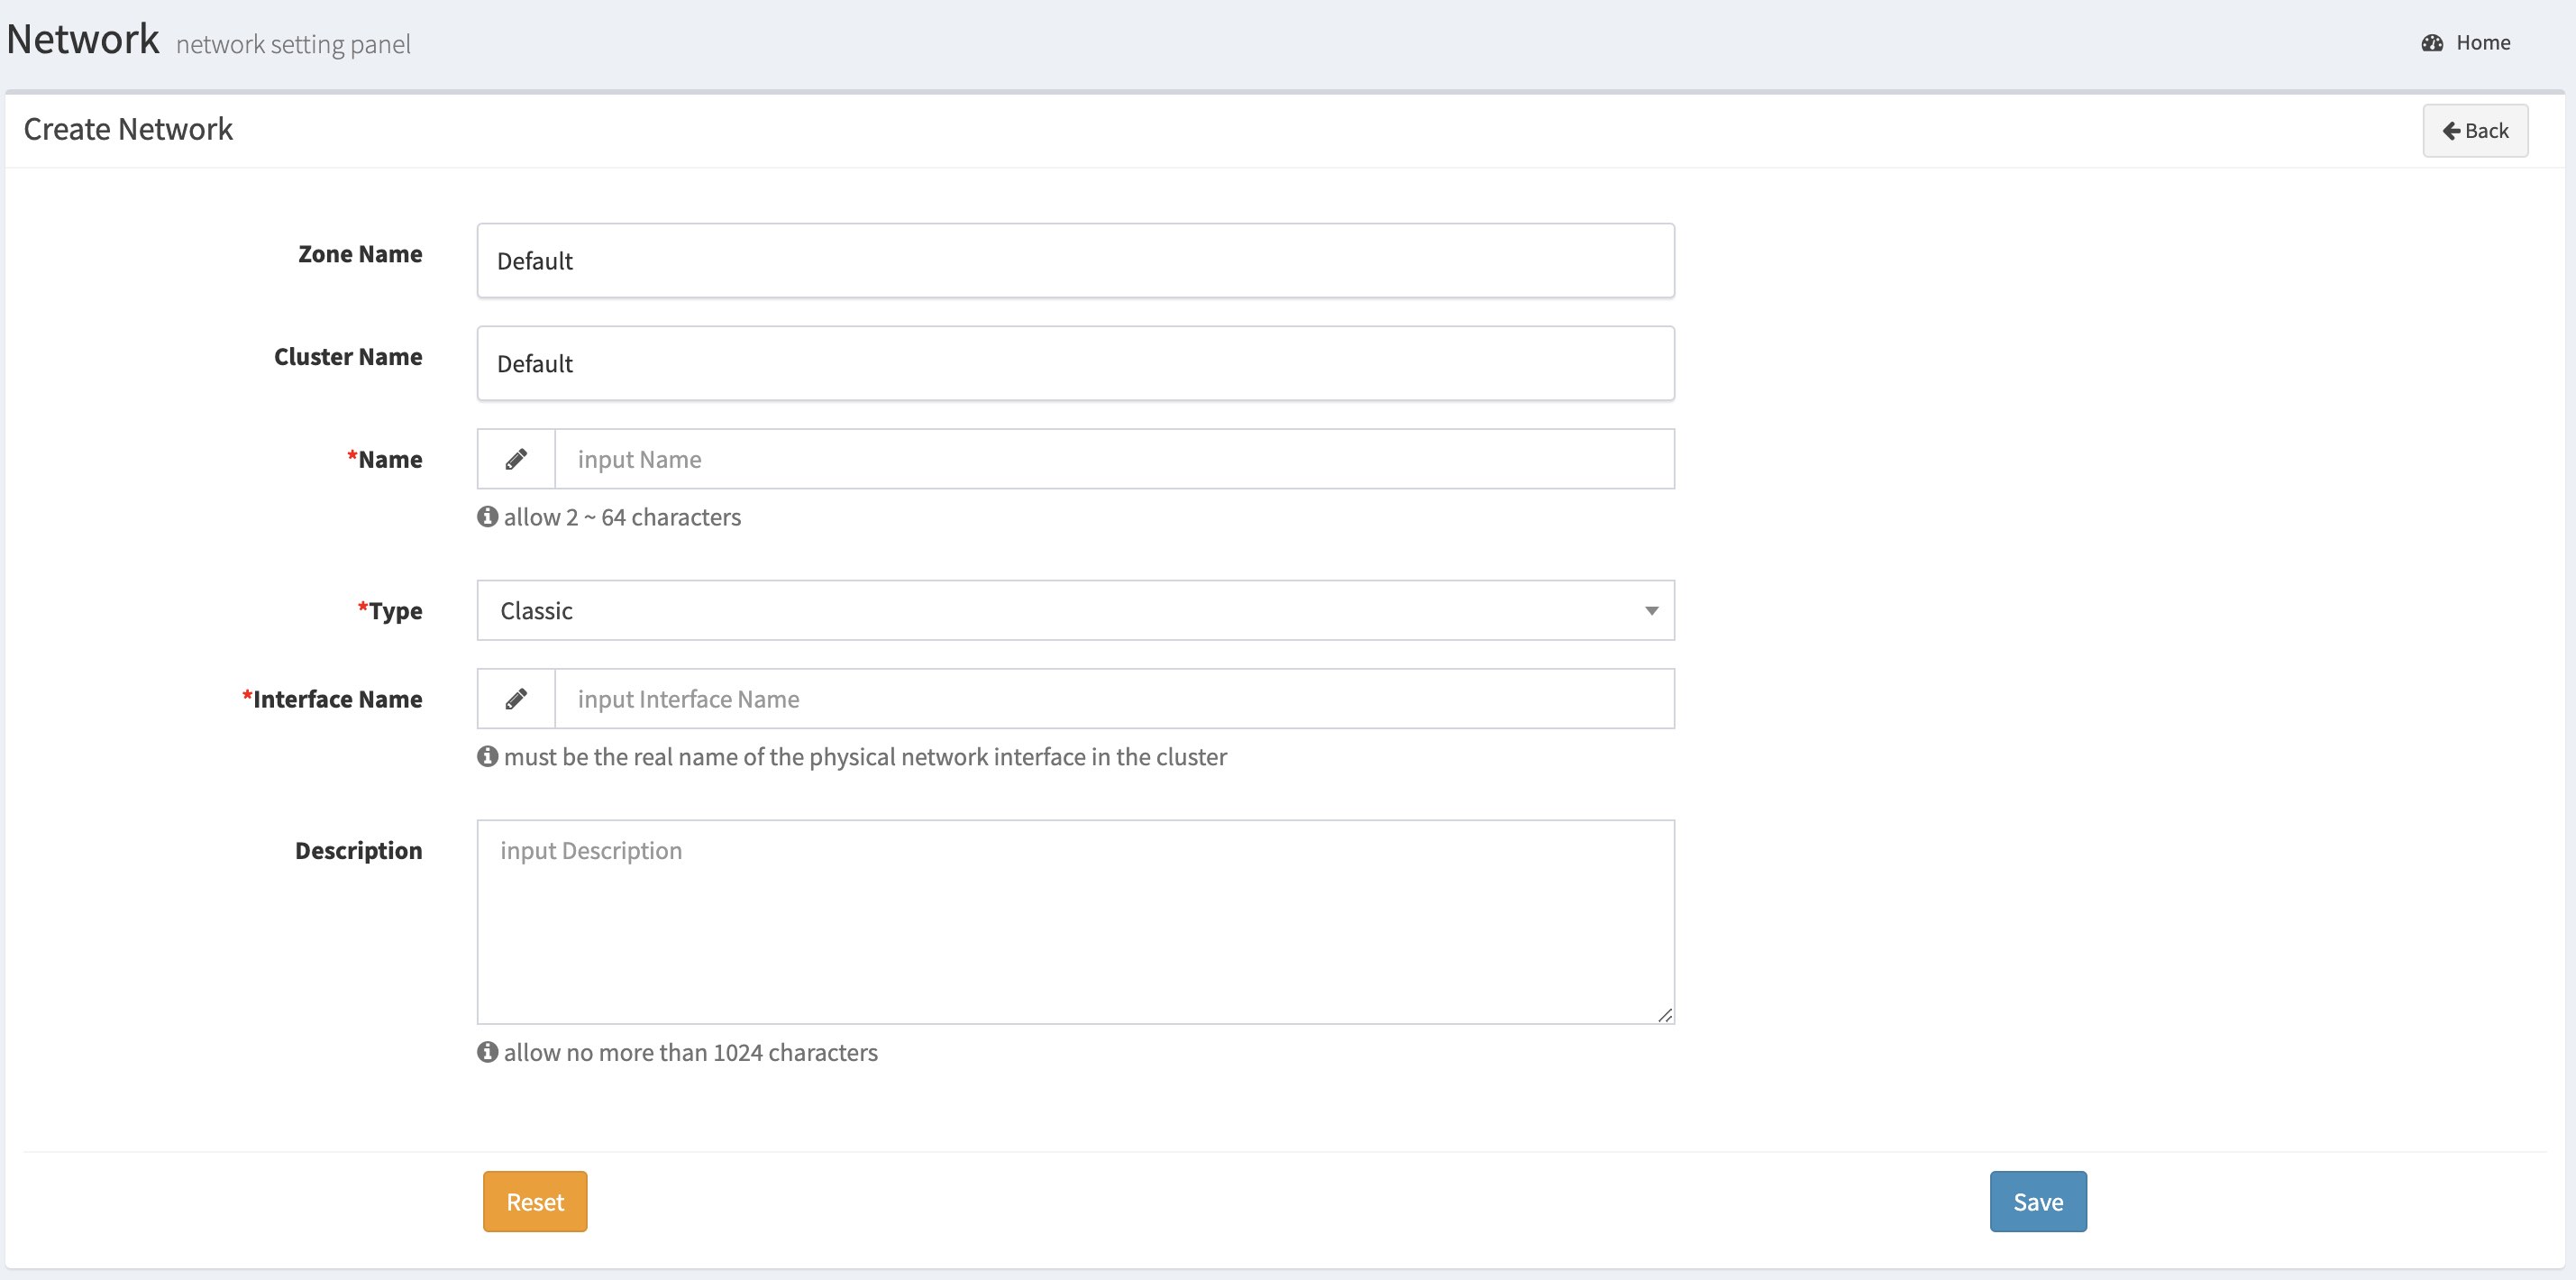 Network network setting panel
Home
Create Network
Back
Zone Name
Default
Cluster Name
Default
*Name
input Name
allow 2 ~ 64 characters
*Type
Classic
*Interface Name
input Interface Name
must be the real name of the physical network interface in the cluster
Description
input Description
allow no more than 1024 characters
Reset
Save